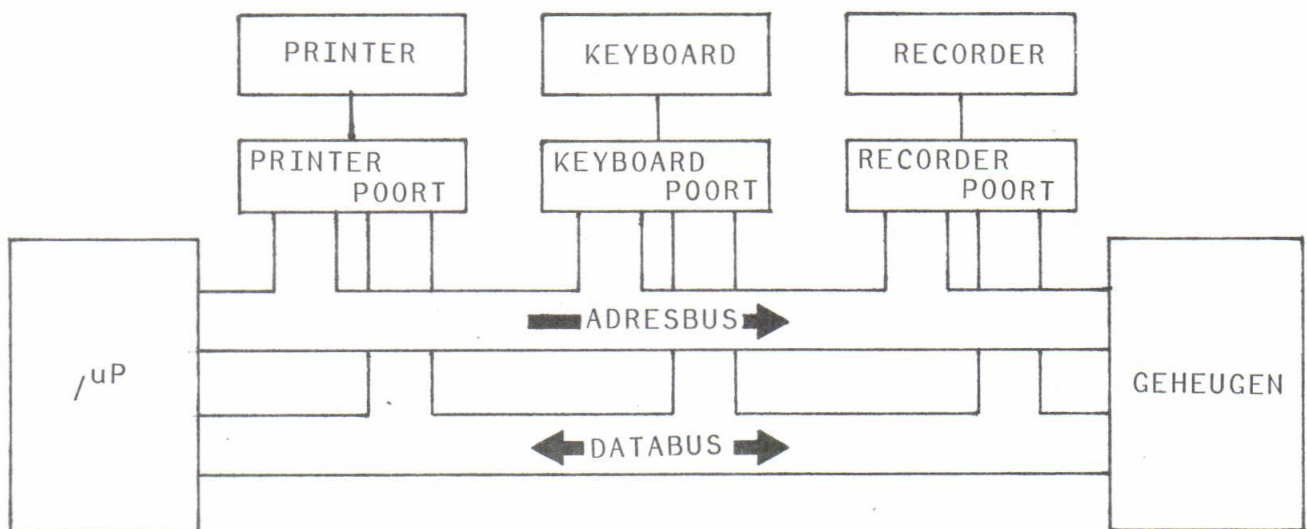 PRINTER
KEYBOARD
RECORDER
PRINTER
POORT
KEYBOARD
POORT
RECORDER
POORT
ADRESBUS
/uP
GEHEUGEN
DATABUS